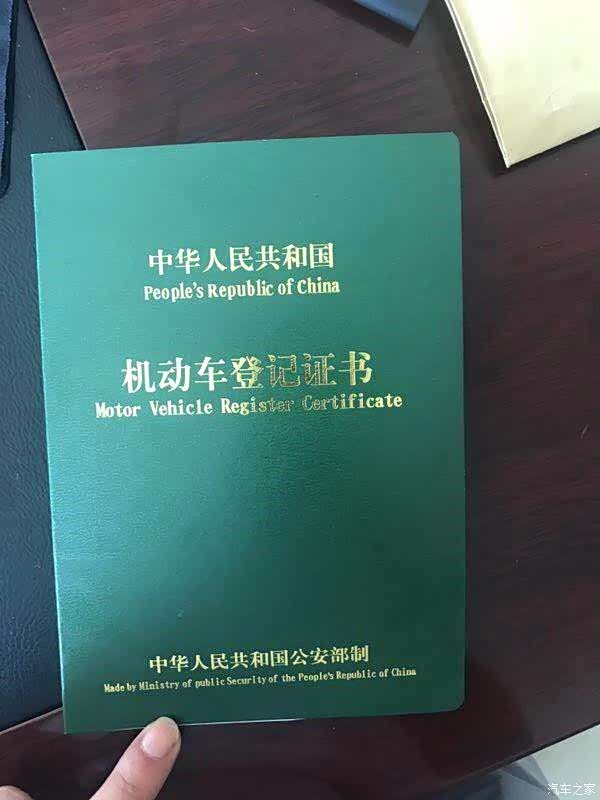 中华人民共和国
People's Republic of China
机动车登记证书
Motor Vehicle Register Certificate
中华人民共和国公安部制
Made by Ministry of public Security of the People's Republic of China
汽车之家